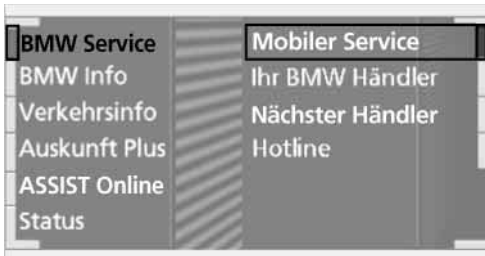 BMW Service
BMW Info
Verkehrsinfo
Auskunft Plus
ASSIST Online
Status
Mobiler Service
Ihr BMW Händler
Nächster Händler
Hotline